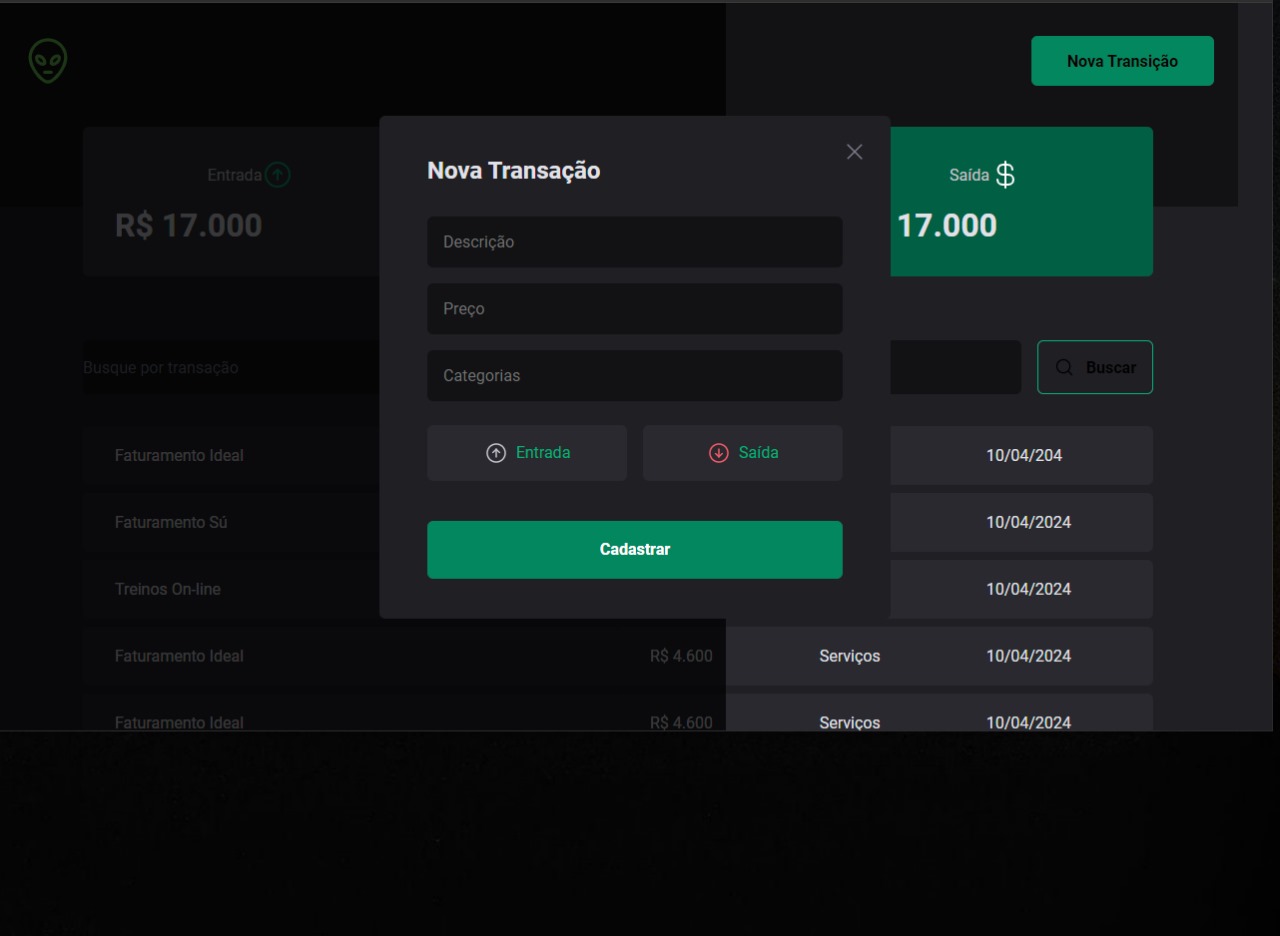 Nova Transição
Entrada
R$ 17.000
Saída $
17.000
Nova Transação
Descrição
Preço
Categorias
Entrada
Saída
Cadastrar
Busque por transação
Buscar
Faturamento Ideal 10/04/204
Faturamento Sú 10/04/2024
Treinos On-line 10/04/2024
Faturamento Ideal R$ 4.600 Serviços 10/04/2024
Faturamento Ideal R$ 4.600 Serviços 10/04/2024